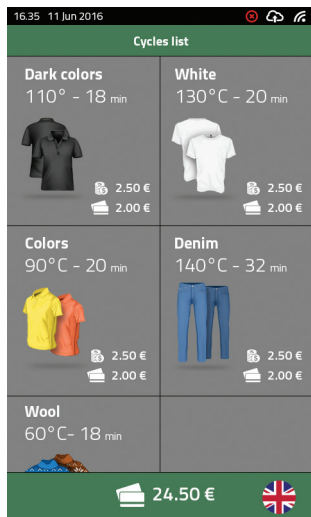 16.35 11 Jun 2016
Cycles list
Dark colors
110° - 18 min
2.50 €
2.00 €
White
130°C - 20 min
2.50 €
2.00 €
Colors
90°C - 20 min
2.50 €
2.00 €
Denim
140°C - 32 min
2.50 €
2.00 €
Wool
60°C- 18 min
24.50 €